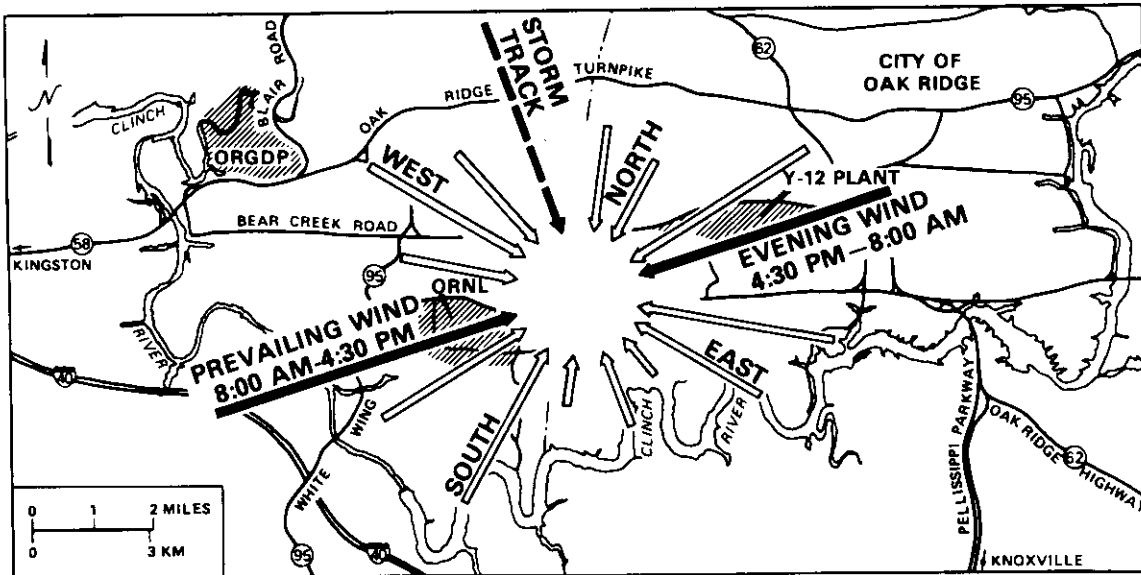 STORM
TRACK
BLAIR ROAD
62
CITY OF
OAK RIDGE
TURNPIKE
95
N
CLINCH
OAK RIDGE
ORGDP
WEST
NORTH
Y-12 PLANT
BEAR CREEK ROAD
58
KINGSTON
95
ORNL
EVENING WIND
4:30 PM–8:00 AM
PREVAILING WIND
8:00 AM-4:30 PM
RIVER
40
EAST
SOUTH
CLINCH
RIVER
WHITE WING
PELLISSIPPI PARKWAY
OAK RIDGE
62
HIGHWAY
0 1 2 MILES
0 3 KM
95
40
KNOXVILLE